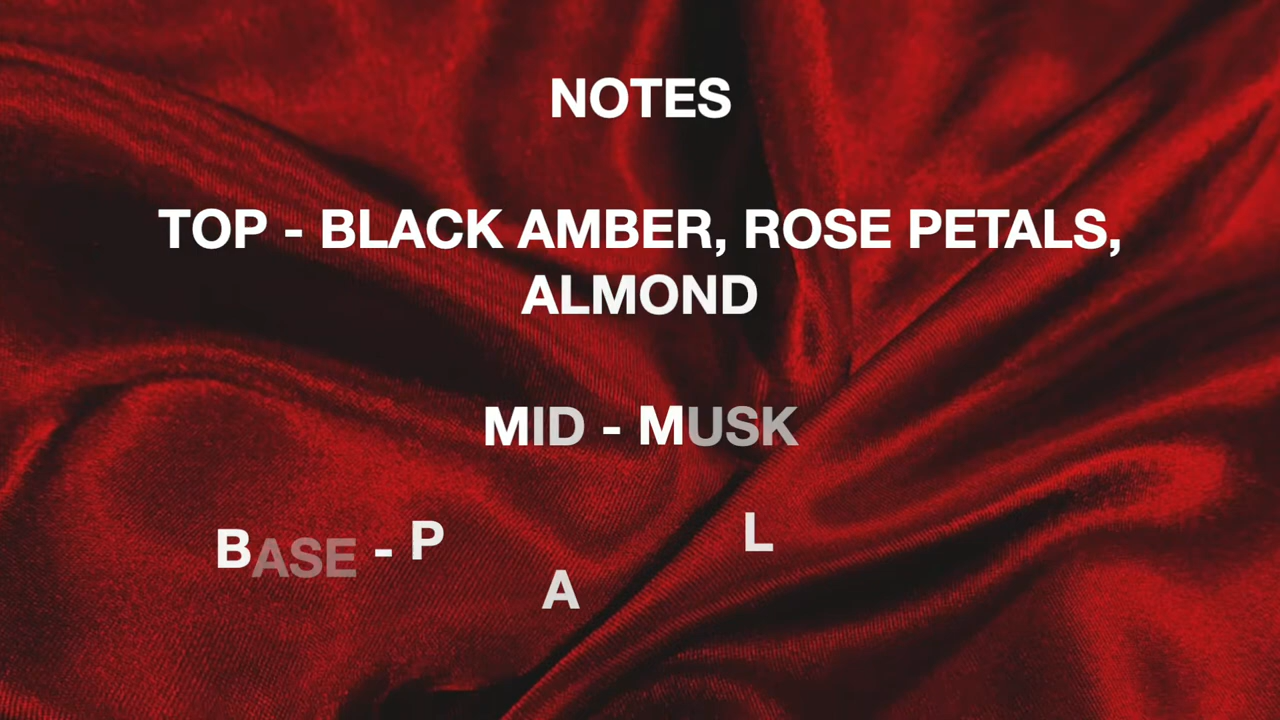 NOTES
TOP - BLACK AMBER, ROSE PETALS,
ALMOND
MID - MUSK
BASE - P A L